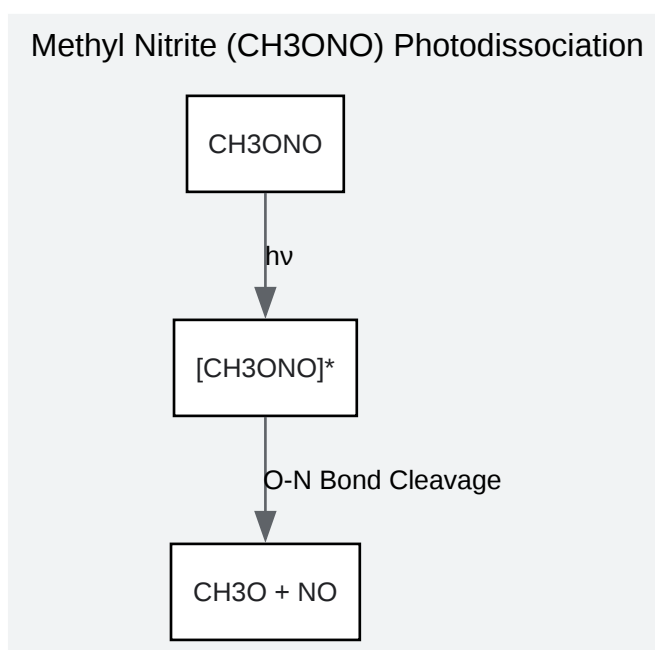 Methyl Nitrite (CH3ONO) Photodissociation
CH3ONO
hν
[CH3ONO]*
O-N Bond Cleavage
CH3O + NO